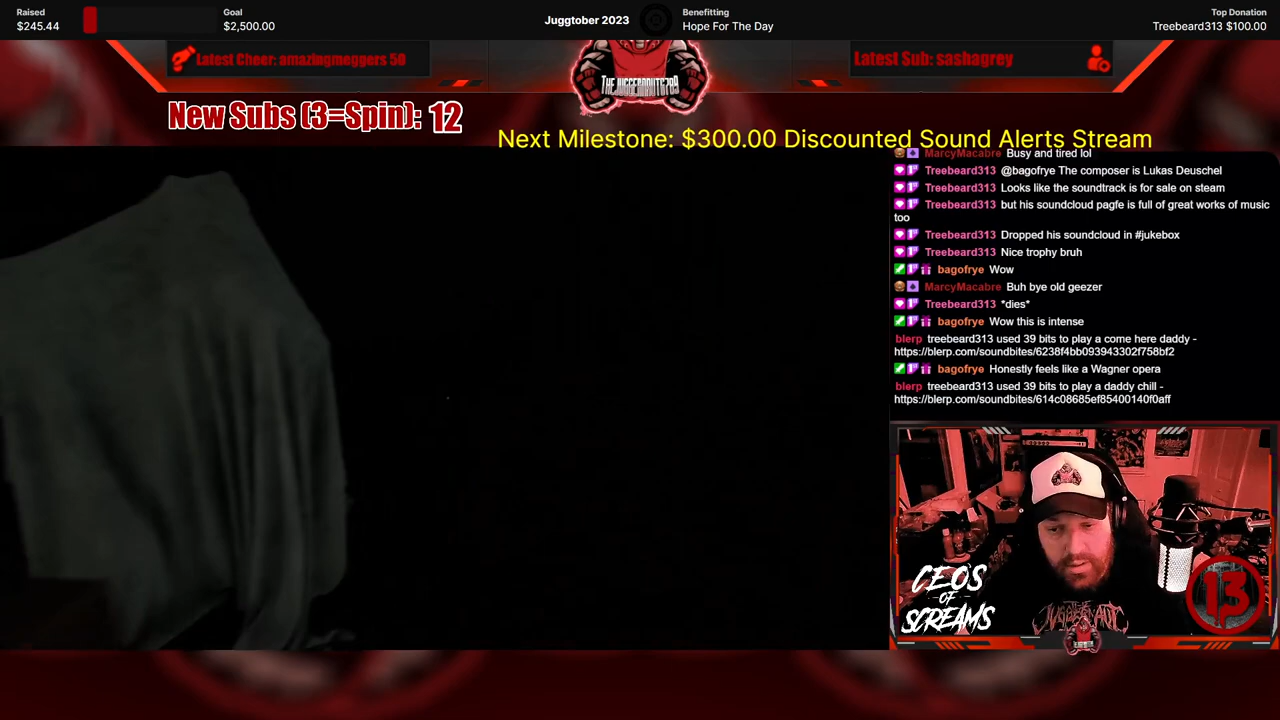 Raised
$245.44
Goal
$2,500.00
Juggtober 2023
Benefitting
Hope For The Day
Top Donation
Treebeard313 $100.00
Latest Cheer: amazingmeggers 50
THEJUGGERNAUT6789
Latest Sub: sashagrey
New Subs (3=Spin): 12
Next Milestone: $300.00 Discounted Sound Alerts Stream
MarcyMacabre Busy and tired lol
Treebeard313 @bagofrye The composer is Lukas Deuschel
Treebeard313 Looks like the soundtrack is for sale on steam
Treebeard313 but his soundcloud pagfe is full of great works of music
too
Treebeard313 Dropped his soundcloud in #jukebox
Treebeard313 Nice trophy bruh
bagofrye Wow
MarcyMacabre Buh bye old geezer
Treebeard313 *dies*
bagofrye Wow this is intense
blerp treebeard313 used 39 bits to play a come here daddy -
https://blerp.com/soundbites/6238f4bb093943302f758bf2
bagofrye Honestly feels like a Wagner opera
blerp treebeard313 used 39 bits to play a daddy chill -
https://blerp.com/soundbites/614c08685ef85400140f0aff
CEOS
OF
SCREAMS
13